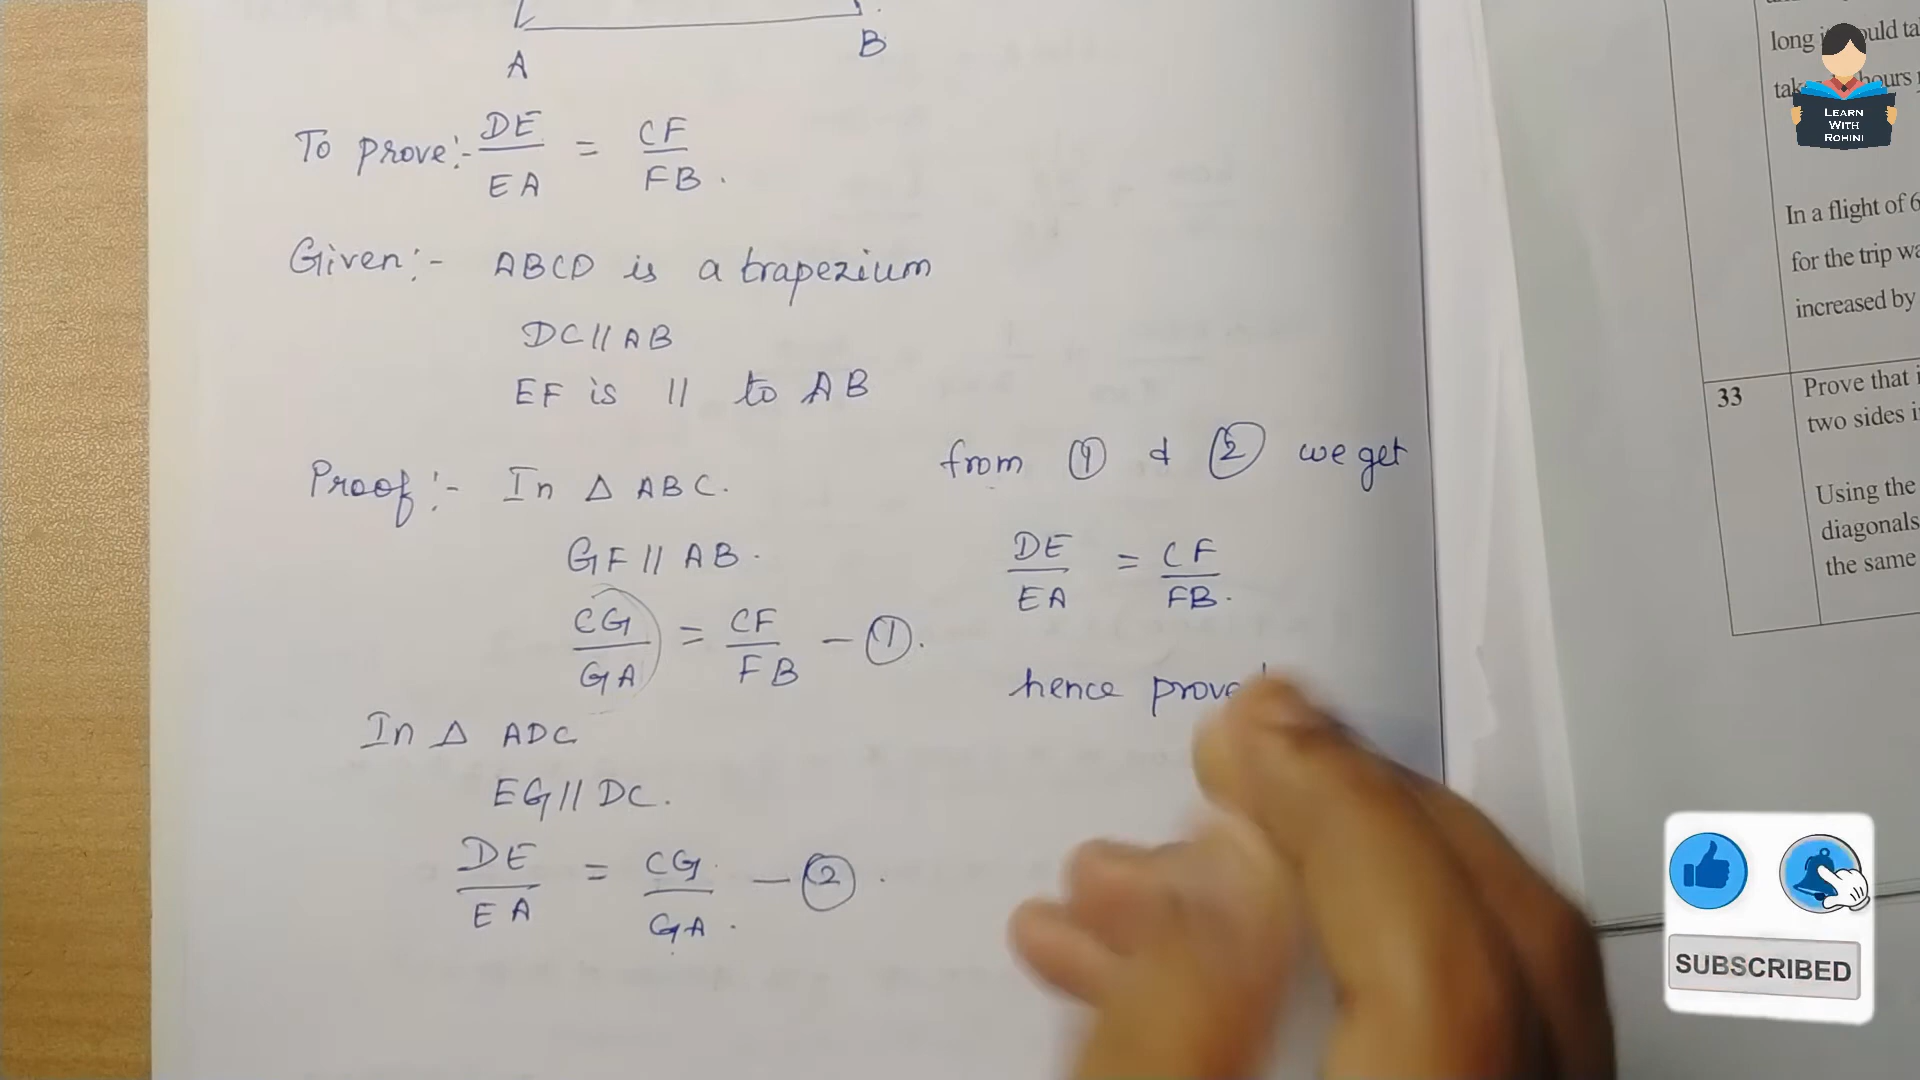 A B
To prove:- DE/EA = CF/FB.
Given:- ABCD is a trapezium
DC // AB
EF is // to AB
Proof:- In △ ABC.
GF // AB.
CG/GA = CF/FB — ①.
In △ ADC
EG // DC.
DE/EA = CG/GA. — ②.
from ① & ② we get
DE/EA = CF/FB.
hence
long
hours
In a flight of 6
for the trip
increased by
33 Prove that
two sides
Using the
diagonals
the same
LEARN
WITH
ROHINI
SUBSCRIBED